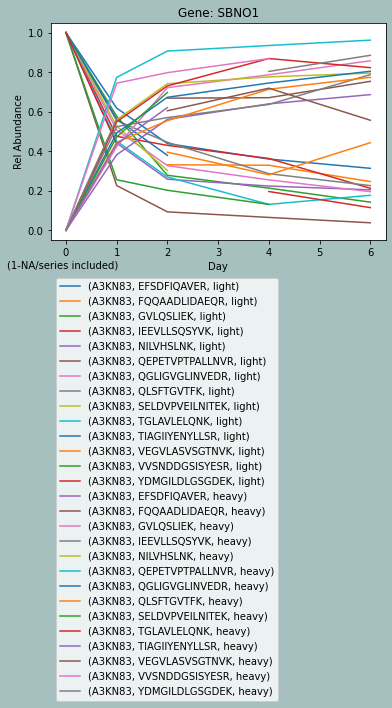 Gene: SBNO1
1.0
0.8
0.6
0.4
0.2
0.0
Rel Abundance
0 1 2 3 4 5 6
(1-NA/series included)
Day
(A3KN83, EFSDFIQAVER, light)
(A3KN83, FQQAADLIDAEQR, light)
(A3KN83, GVLQSLIEK, light)
(A3KN83, IEEVLLSQSYVK, light)
(A3KN83, NILVHSLNK, light)
(A3KN83, QEPETVPTPALLNVR, light)
(A3KN83, QGLIGVGLINVEDR, light)
(A3KN83, QLSFTGVTFK, light)
(A3KN83, SELDVPVEILNITEK, light)
(A3KN83, TGLAVLELQNK, light)
(A3KN83, TIAGIIYENYLLSR, light)
(A3KN83, VEGVLASVSGTNVK, light)
(A3KN83, VVSNDDGSISYESR, light)
(A3KN83, YDMGILDLGSGDEK, light)
(A3KN83, EFSDFIQAVER, heavy)
(A3KN83, FQQAADLIDAEQR, heavy)
(A3KN83, GVLQSLIEK, heavy)
(A3KN83, IEEVLLSQSYVK, heavy)
(A3KN83, NILVHSLNK, heavy)
(A3KN83, QEPETVPTPALLNVR, heavy)
(A3KN83, QGLIGVGLINVEDR, heavy)
(A3KN83, QLSFTGVTFK, heavy)
(A3KN83, SELDVPVEILNITEK, heavy)
(A3KN83, TGLAVLELQNK, heavy)
(A3KN83, TIAGIIYENYLLSR, heavy)
(A3KN83, VEGVLASVSGTNVK, heavy)
(A3KN83, VVSNDDGSISYESR, heavy)
(A3KN83, YDMGILDLGSGDEK, heavy)